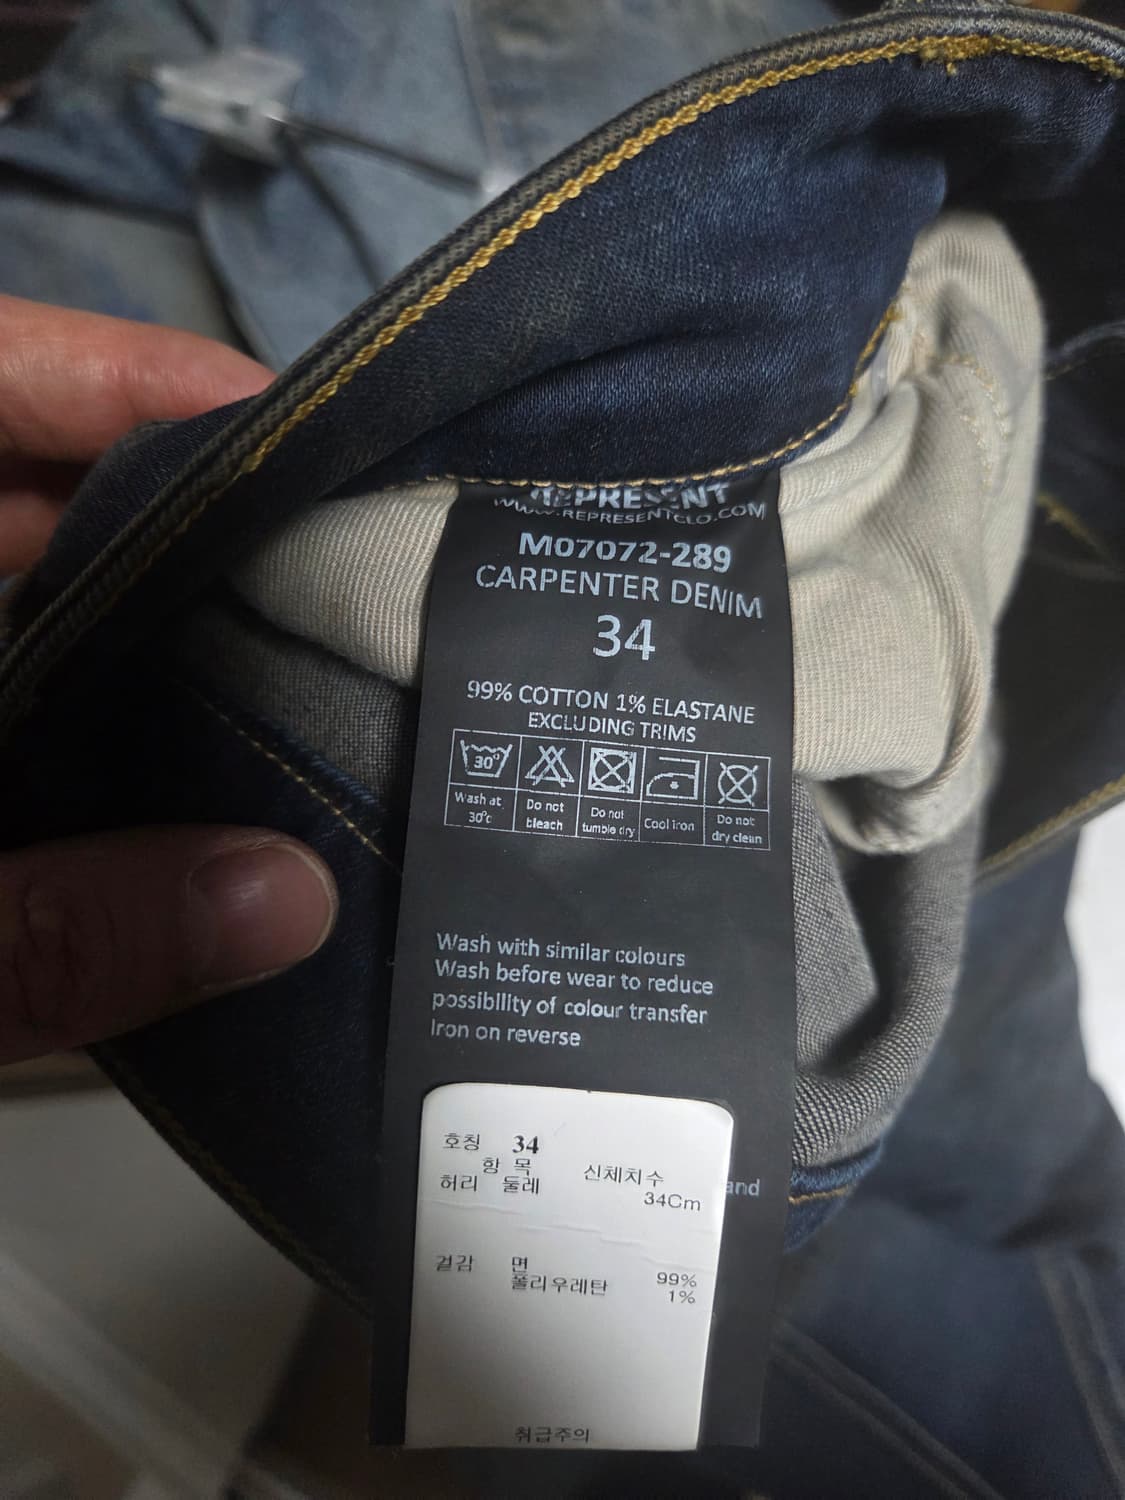 REPRESENT
WWW.REPRESENTCLO.COM
M07072-289
CARPENTER DENIM
34
99% COTTON 1% ELASTANE
EXCLUDING TRIMS
30°
Wash at 30°c
Do not bleach
Do not tumble dry
Cool iron
Do not dry clean
Wash with similar colours
Wash before wear to reduce
possibility of colour transfer
Iron on reverse
and
호칭 34
항 목 신체치수
허리 둘레 34Cm
겉감 면 99%
폴리우레탄 1%
취급주의